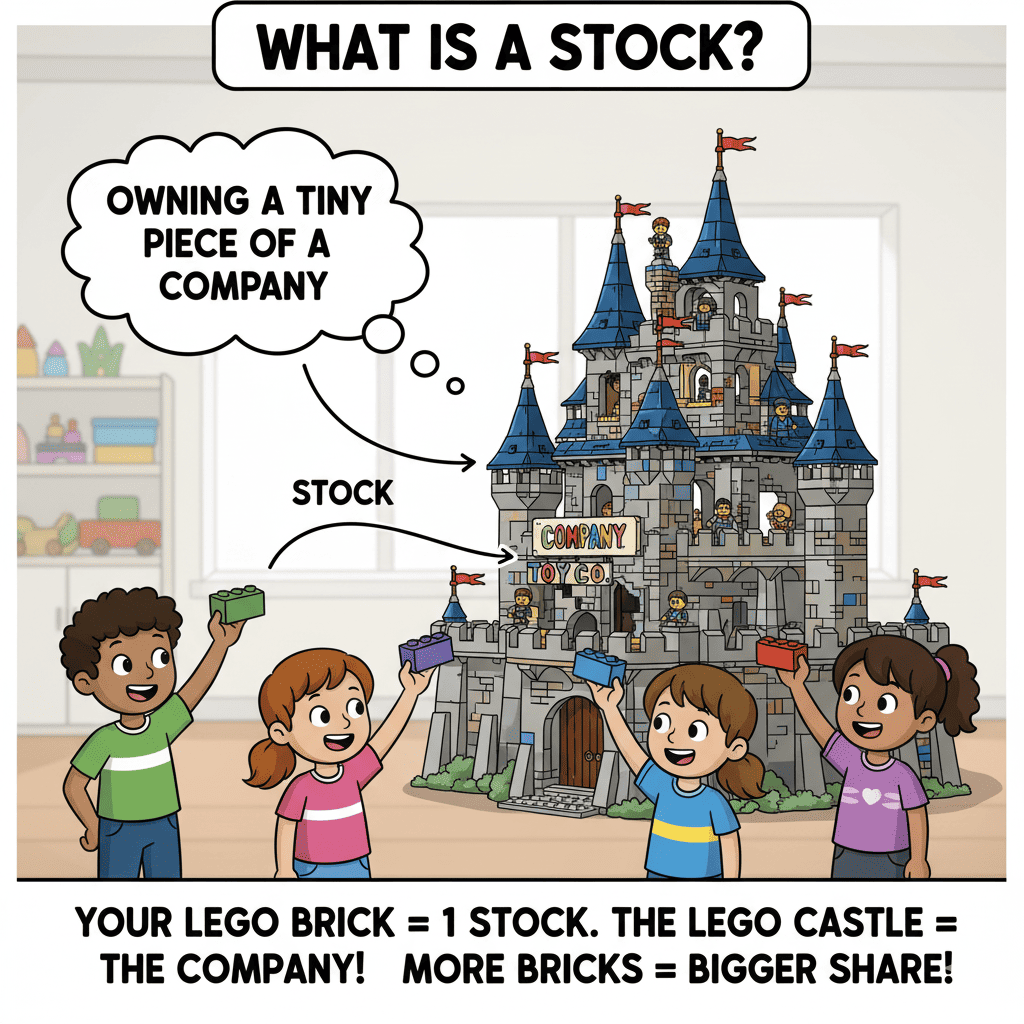 WHAT IS A STOCK?
OWNING A TINY
PIECE OF A
COMPANY
STOCK
COMPANY
TOY CO.
YOUR LEGO BRICK = 1 STOCK. THE LEGO CASTLE =
THE COMPANY! MORE BRICKS = BIGGER SHARE!